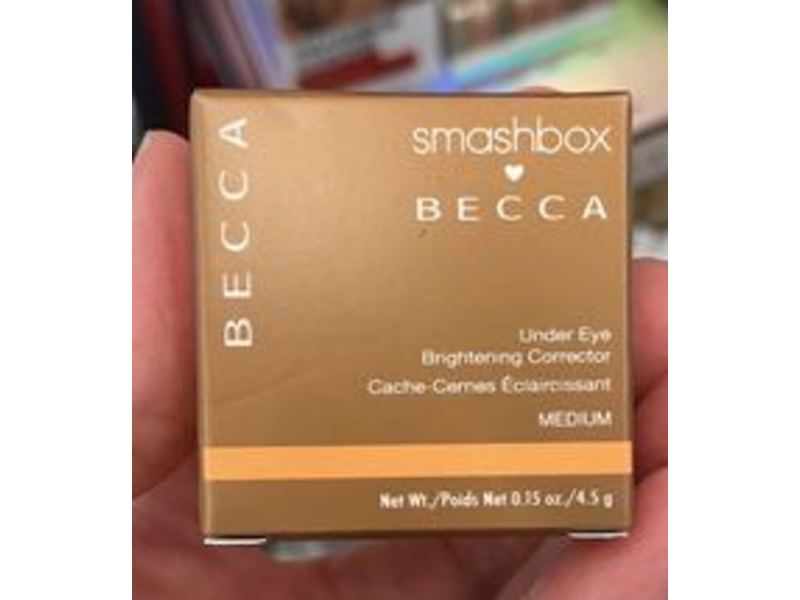 BECCA
smashbox
BECCA
Under Eye
Brightening Corrector
Cache-Cernes Éclaircissant
MEDIUM
Net Wt./Poids Net 0.15 oz./4.5 g